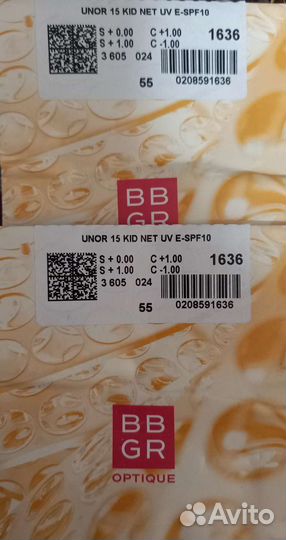 UNOR 15 KID NET UV E-SPF10
S + 0.00 C +1.00 1636
S + 1.00 C -1.00
3 605 024
55 0208591636
BB
GR
UNOR 15 KID NET UV E-SPF10
S + 0.00 C +1.00 1636
S + 1.00 C -1.00
3 605 024
55 0208591636
BB
GR
OPTIQUE
Avito